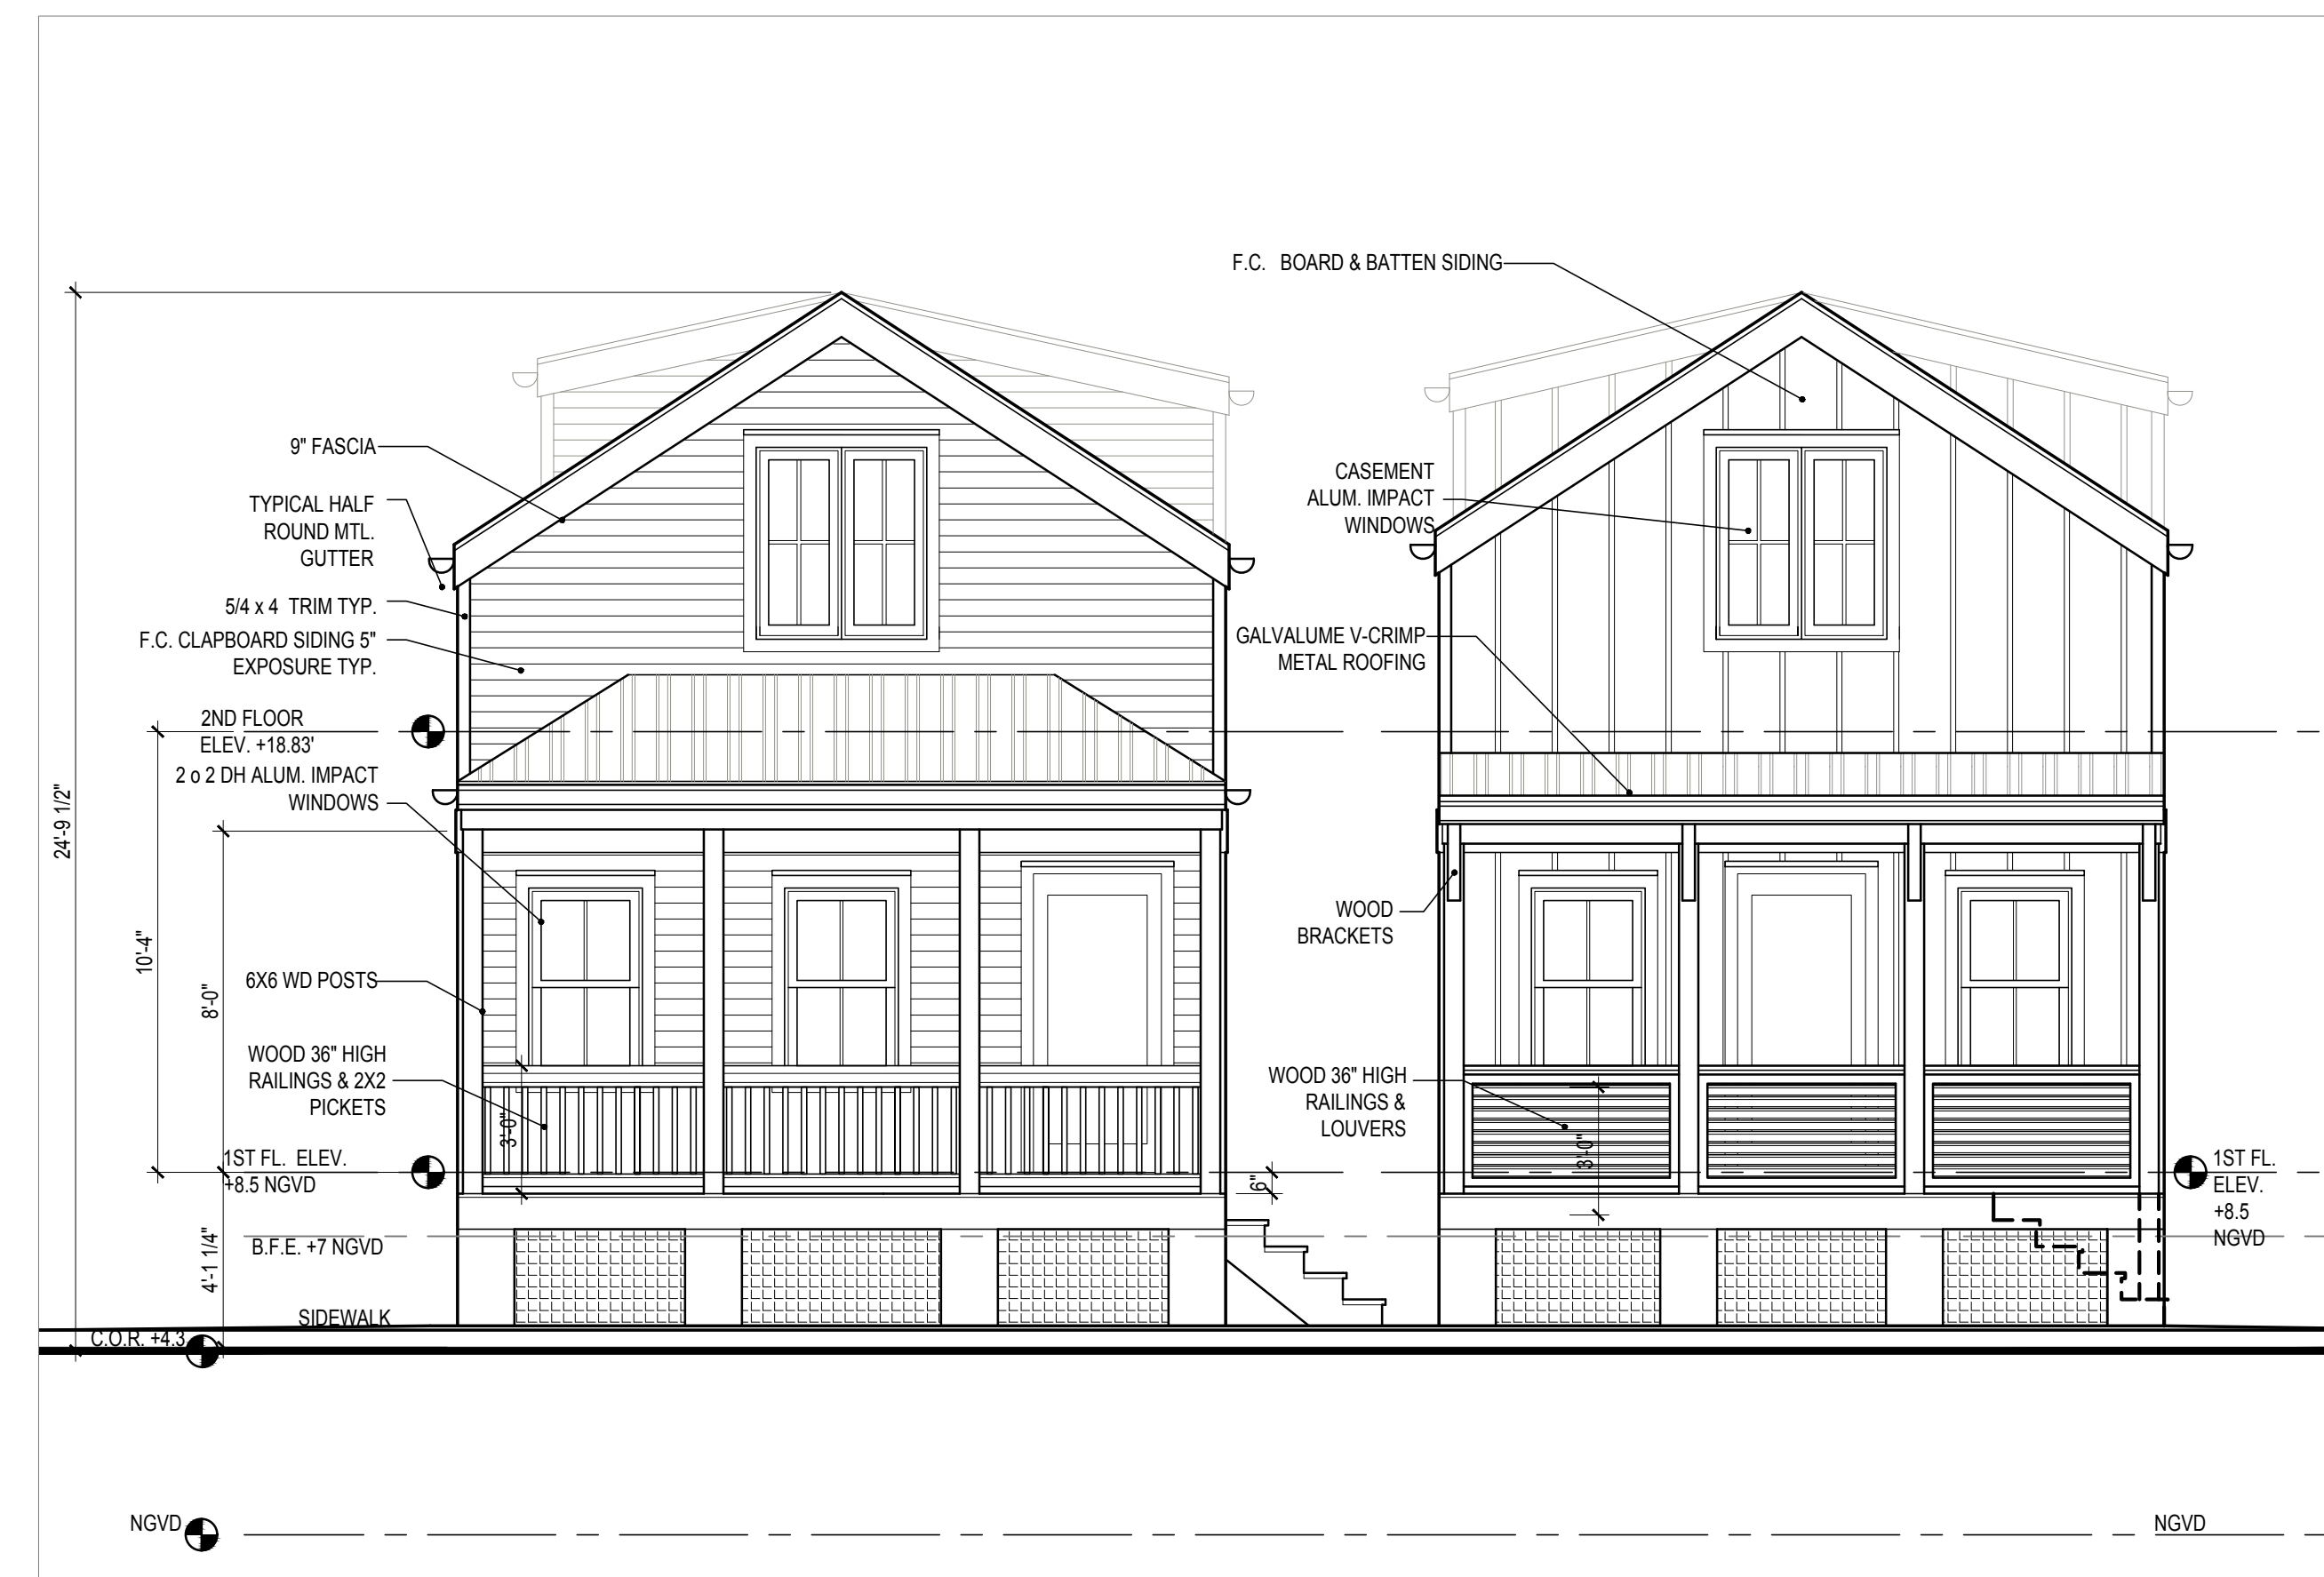 F.C. BOARD & BATTEN SIDING
9" FASCIA
TYPICAL HALF
ROUND MTL.
GUTTER
5/4 x 4 TRIM TYP.
F.C. CLAPBOARD SIDING 5"
EXPOSURE TYP.
2ND FLOOR
ELEV. +18.83'
2 o 2 DH ALUM. IMPACT
WINDOWS
24'-9 1/2"
10'-4"
8'-0"
6X6 WD POSTS
WOOD 36" HIGH
RAILINGS & 2X2
PICKETS
3'-0"
1ST FL. ELEV.
+8.5 NGVD
4'-1 1/4"
B.F.E. +7 NGVD
SIDEWALK
C.O.R. +4.3
NGVD
CASEMENT
ALUM. IMPACT
WINDOWS
GALVALUME V-CRIMP
METAL ROOFING
WOOD
BRACKETS
WOOD 36" HIGH
RAILINGS &
LOUVERS
3'-0"
6"
1ST FL.
ELEV.
+8.5
NGVD
NGVD